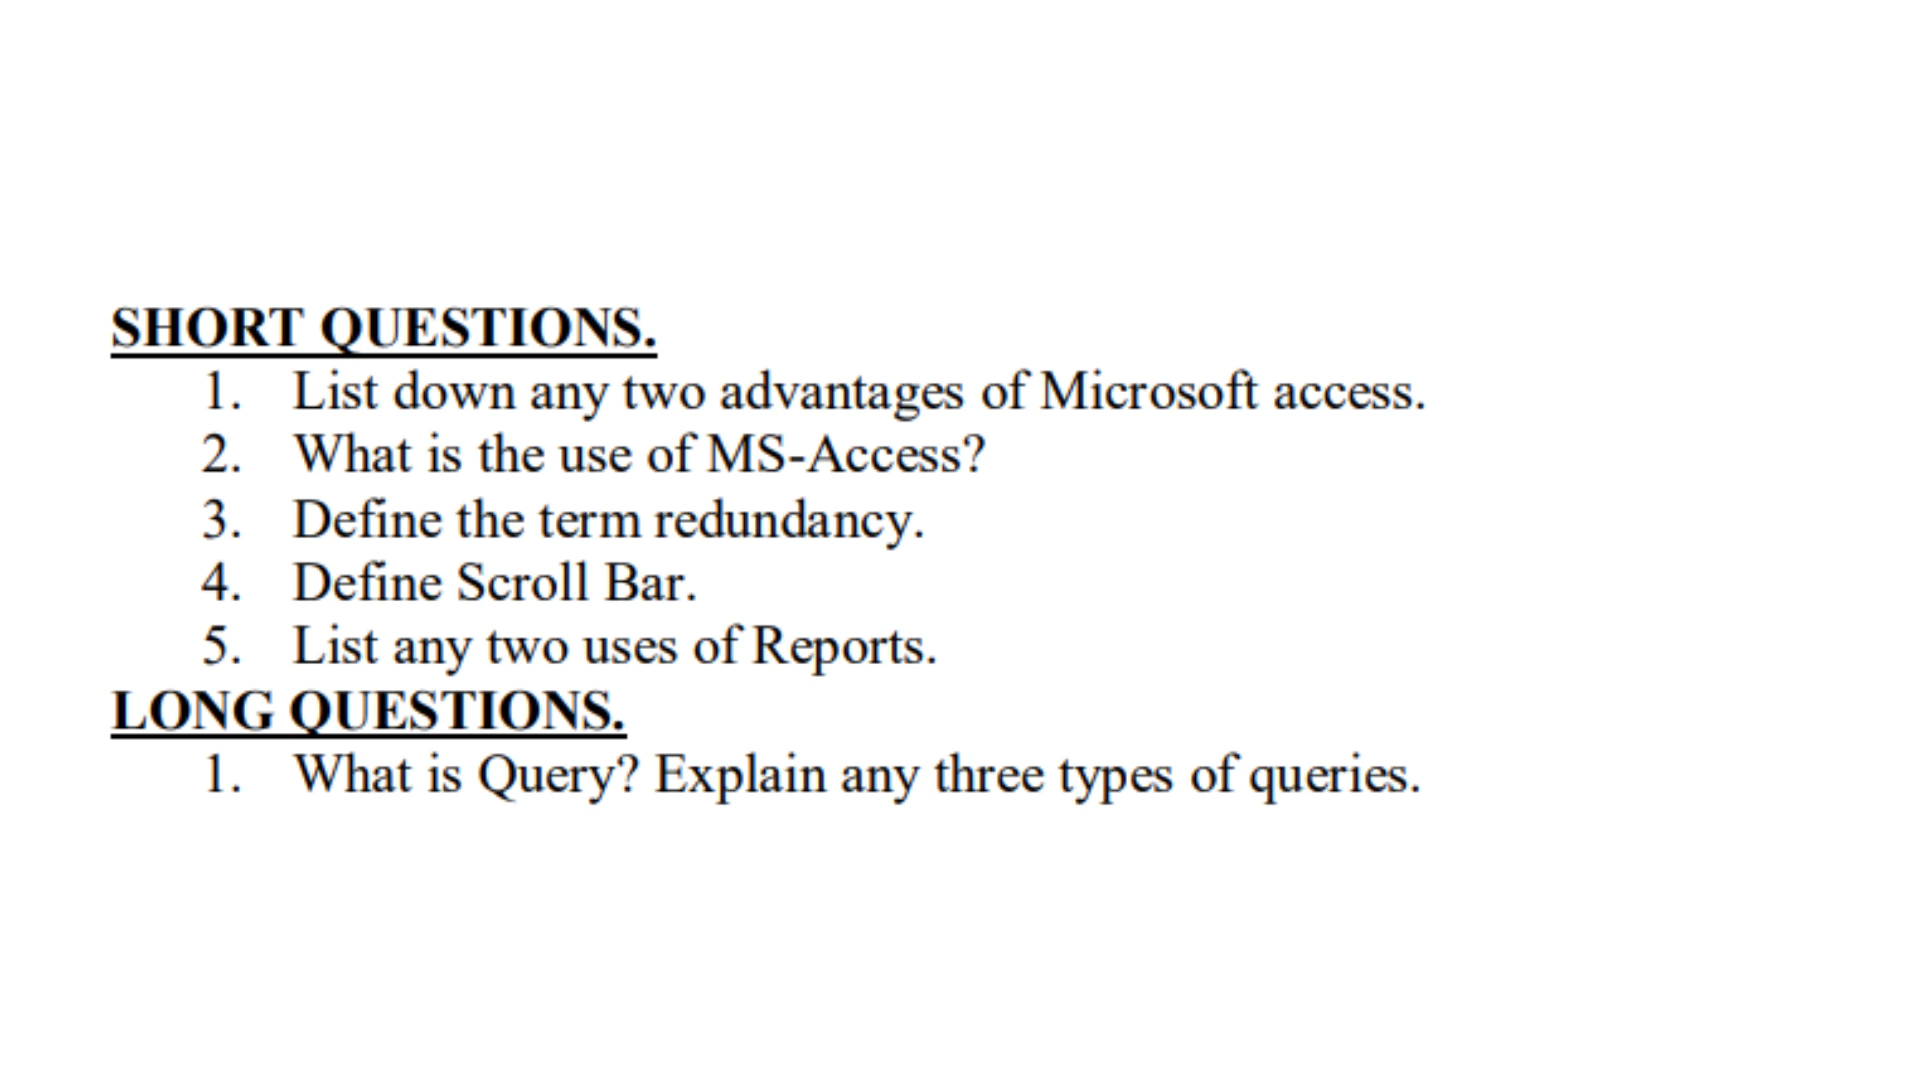 SHORT QUESTIONS.
1. List down any two advantages of Microsoft access.
2. What is the use of MS-Access?
3. Define the term redundancy.
4. Define Scroll Bar.
5. List any two uses of Reports.
LONG QUESTIONS.
1. What is Query? Explain any three types of queries.